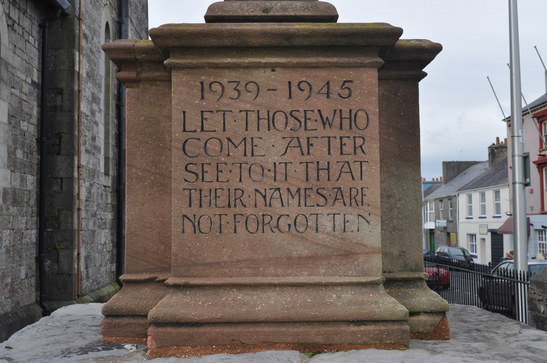 1939-1945
LET:THOSE:WHO
COME:AFTER
SEE:TO:IT:THAT
THEIR:NAMES:ARE
NOT:FORGOTTEN.